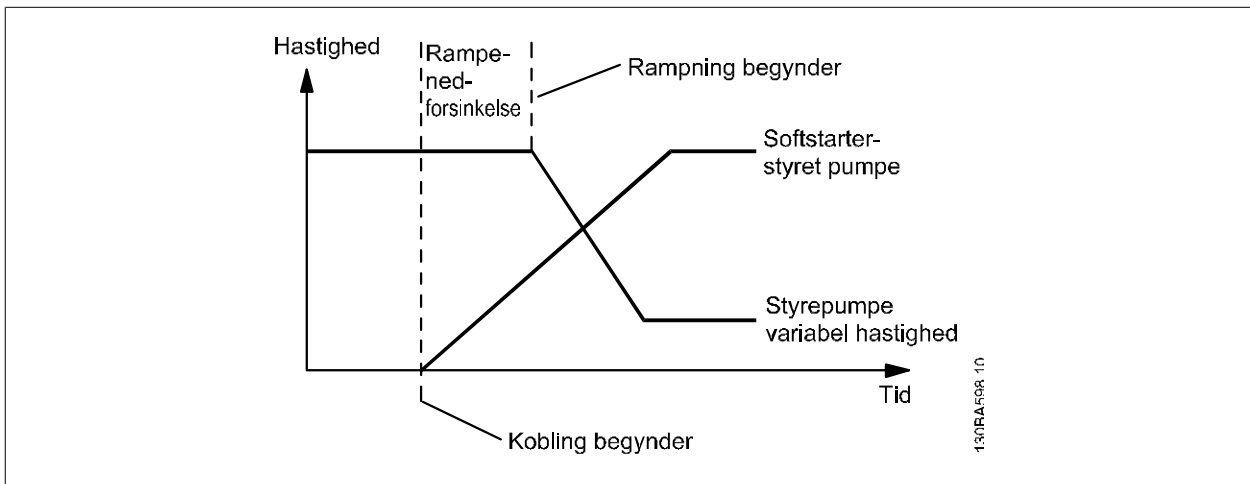 Hastighed
Rampe-
ned-
forsinkelse
Rampning begynder
Softstarter-
styret pumpe
Styrepumpe
variabel hastighed
Tid
Kobling begynder
130BA598.10